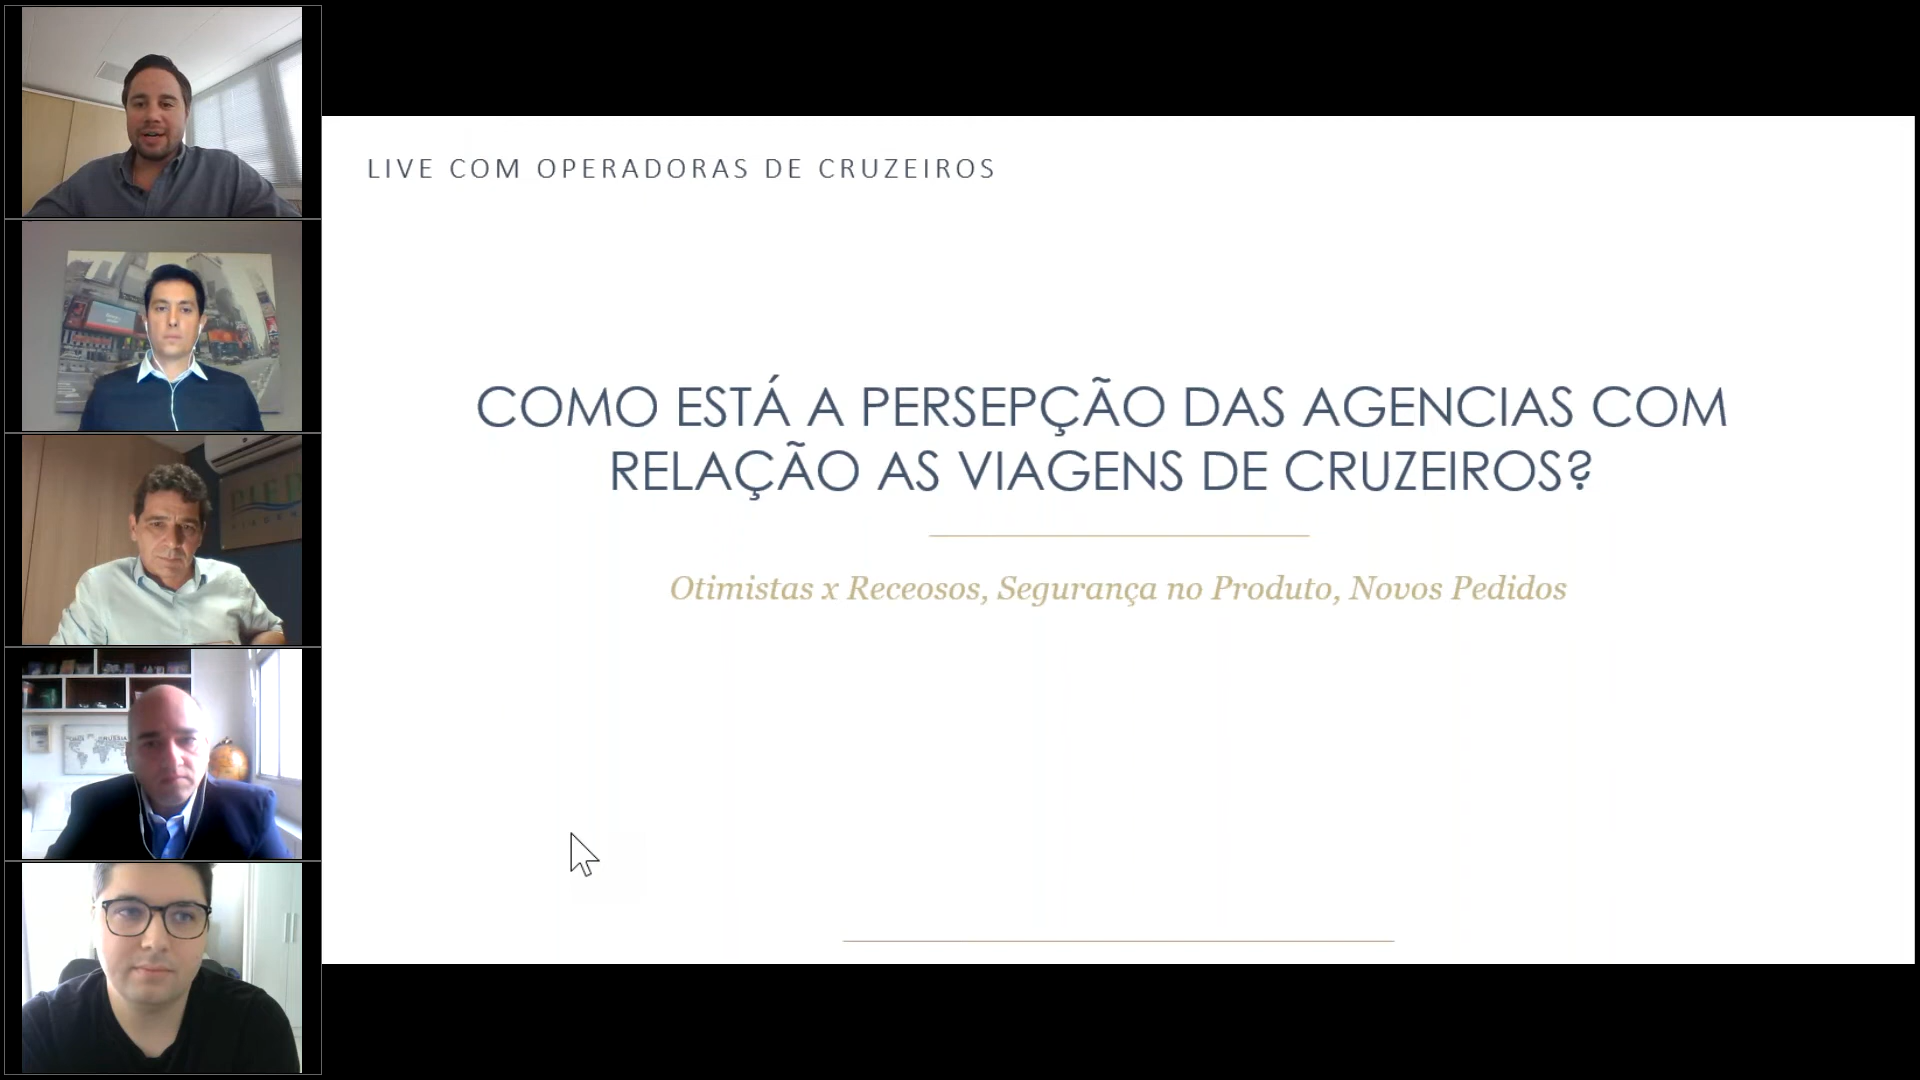 LIVE COM OPERADORAS DE CRUZEIROS
COMO ESTÁ A PERSEPÇÃO DAS AGENCIAS COM
RELAÇÃO AS VIAGENS DE CRUZEIROS?
Otimistas x Receosos, Segurança no Produto, Novos Pedidos